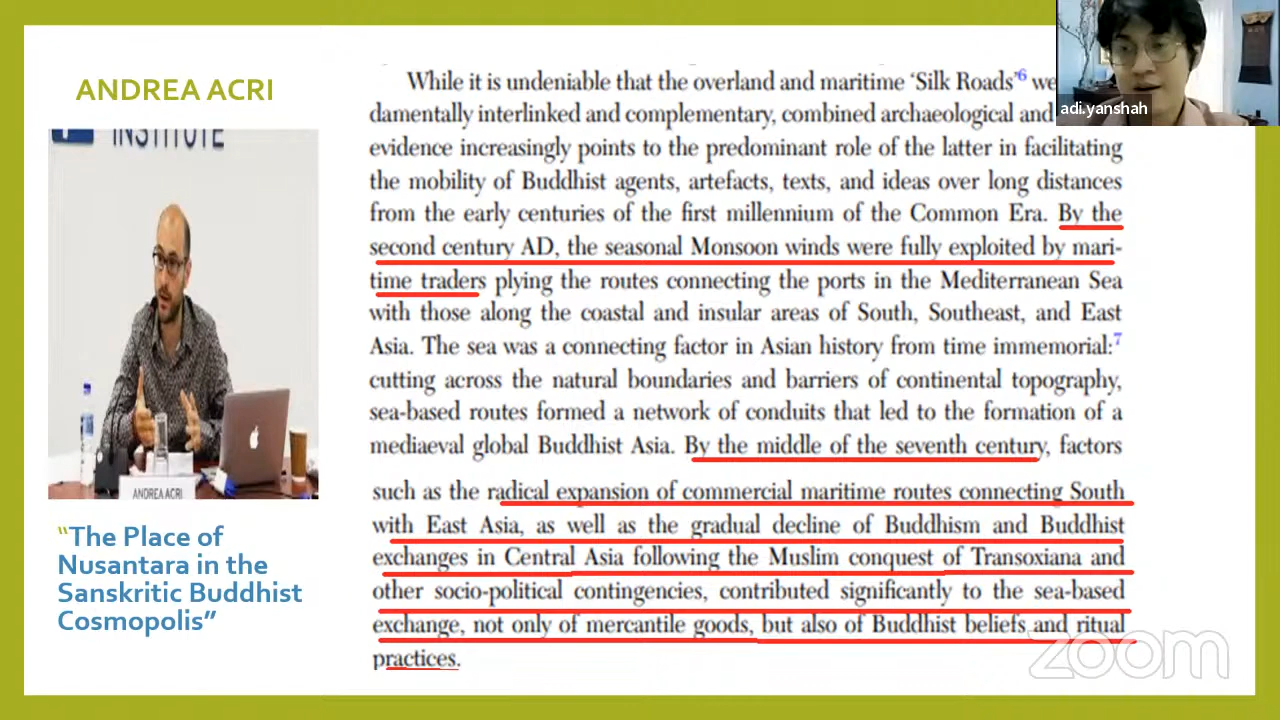 ANDREA ACRI
INSTITUTE
ANDREA ACRI
“The Place of
Nusantara in the
Sanskritic Buddhist
Cosmopolis”
While it is undeniable that the overland and maritime ‘Silk Roads’6 we
damentally interlinked and complementary, combined archaeological and
evidence increasingly points to the predominant role of the latter in facilitating
the mobility of Buddhist agents, artefacts, texts, and ideas over long distances
from the early centuries of the first millennium of the Common Era. By the
second century AD, the seasonal Monsoon winds were fully exploited by mari-
time traders plying the routes connecting the ports in the Mediterranean Sea
with those along the coastal and insular areas of South, Southeast, and East
Asia. The sea was a connecting factor in Asian history from time immemorial:7
cutting across the natural boundaries and barriers of continental topography,
sea-based routes formed a network of conduits that led to the formation of a
mediaeval global Buddhist Asia. By the middle of the seventh century, factors
such as the radical expansion of commercial maritime routes connecting South
with East Asia, as well as the gradual decline of Buddhism and Buddhist
exchanges in Central Asia following the Muslim conquest of Transoxiana and
other socio-political contingencies, contributed significantly to the sea-based
exchange, not only of mercantile goods, but also of Buddhist beliefs and ritual
practices.
adi.yanshah
zoom